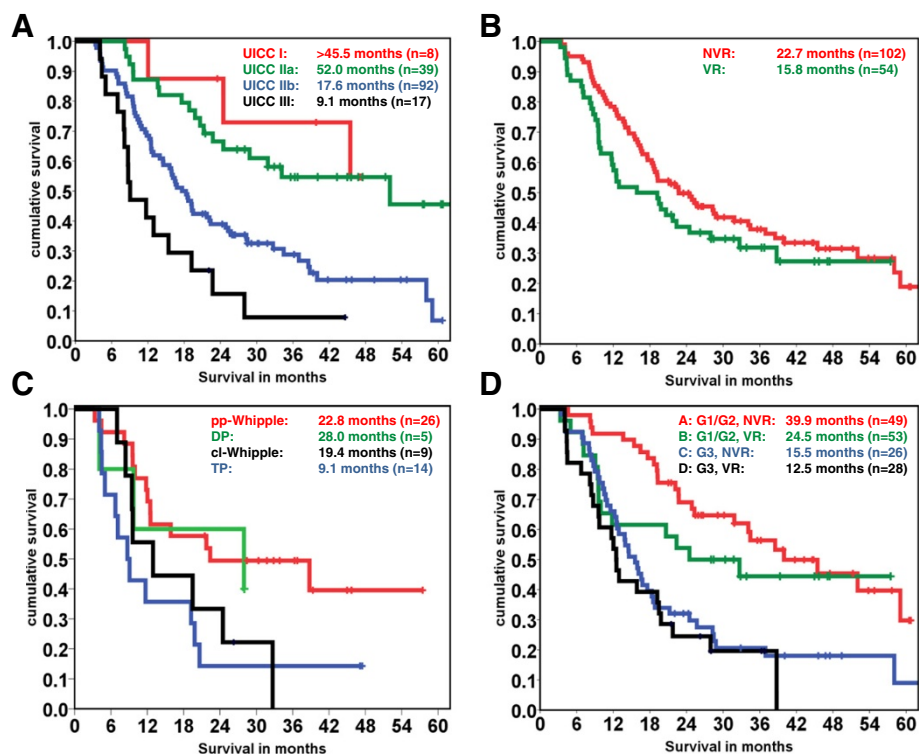 A
UICC I: >45.5 months (n=8)
UICC IIa: 52.0 months (n=39)
UICC IIb: 17.6 months (n=92)
UICC III: 9.1 months (n=17)
cumulative survival
1.0
0.9
0.8
0.7
0.6
0.5
0.4
0.3
0.2
0.1
0.0
0 6 12 18 24 30 36 42 48 54 60
Survival in months
B
NVR: 22.7 months (n=102)
VR: 15.8 months (n=54)
cumulative survival
1.0
0.9
0.8
0.7
0.6
0.5
0.4
0.3
0.2
0.1
0.0
0 6 12 18 24 30 36 42 48 54 60
Survival in months
C
pp-Whipple: 22.8 months (n=26)
DP: 28.0 months (n=5)
cl-Whipple: 19.4 months (n=9)
TP: 9.1 months (n=14)
cumulative survival
1.0
0.9
0.8
0.7
0.6
0.5
0.4
0.3
0.2
0.1
0.0
0 6 12 18 24 30 36 42 48 54 60
Survival in months
D
A: G1/G2, NVR: 39.9 months (n=49)
B: G1/G2, VR: 24.5 months (n=53)
C: G3, NVR: 15.5 months (n=26)
D: G3, VR: 12.5 months (n=28)
cumulative survival
1.0
0.9
0.8
0.7
0.6
0.5
0.4
0.3
0.2
0.1
0.0
0 6 12 18 24 30 36 42 48 54 60
Survival in months